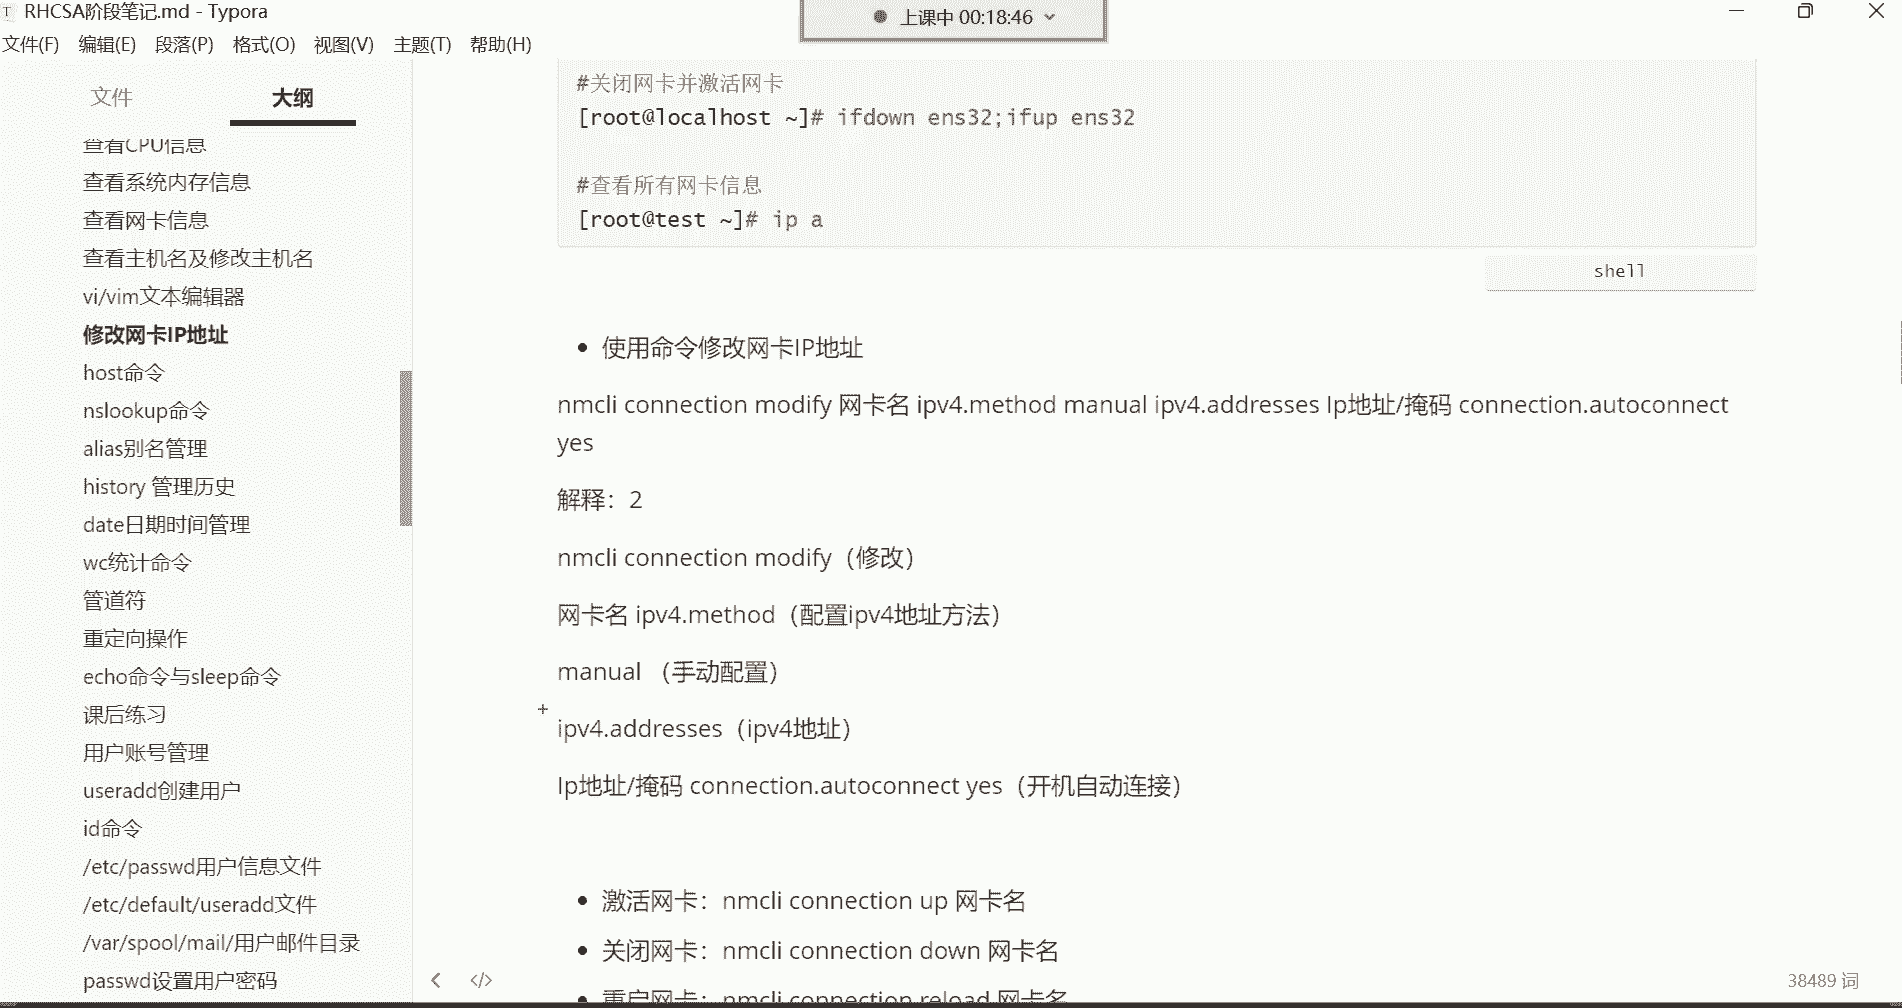 RHCSA阶段笔记.md - Typora
上课中 00:18:46
文件(F) 编辑(E) 段落(P) 格式(O) 视图(V) 主题(T) 帮助(H)
文件 大纲
查看CPU信息
查看系统内存信息
查看网卡信息
查看主机名及修改主机名
vi/vim文本编辑器
修改网卡IP地址
host命令
nslookup命令
alias别名管理
history 管理历史
date日期时间管理
wc统计命令
管道符
重定向操作
echo命令与sleep命令
课后练习
用户账号管理
useradd创建用户
id命令
/etc/passwd用户信息文件
/etc/default/useradd文件
/var/spool/mail/用户邮件目录
passwd设置用户密码
#关闭网卡并激活网卡
[root@localhost ~]# ifdown ens32;ifup ens32
#查看所有网卡信息
[root@test ~]# ip a
shell
使用命令修改网卡IP地址
nmcli connection modify 网卡名 ipv4.method manual ipv4.addresses Ip地址/掩码 connection.autoconnect
yes
解释：2
nmcli connection modify（修改）
网卡名 ipv4.method（配置ipv4地址方法）
manual （手动配置）
ipv4.addresses（ipv4地址）
Ip地址/掩码 connection.autoconnect yes（开机自动连接）
激活网卡：nmcli connection up 网卡名
关闭网卡：nmcli connection down 网卡名
重启网卡：nmcli connection reload 网卡名
38489 词